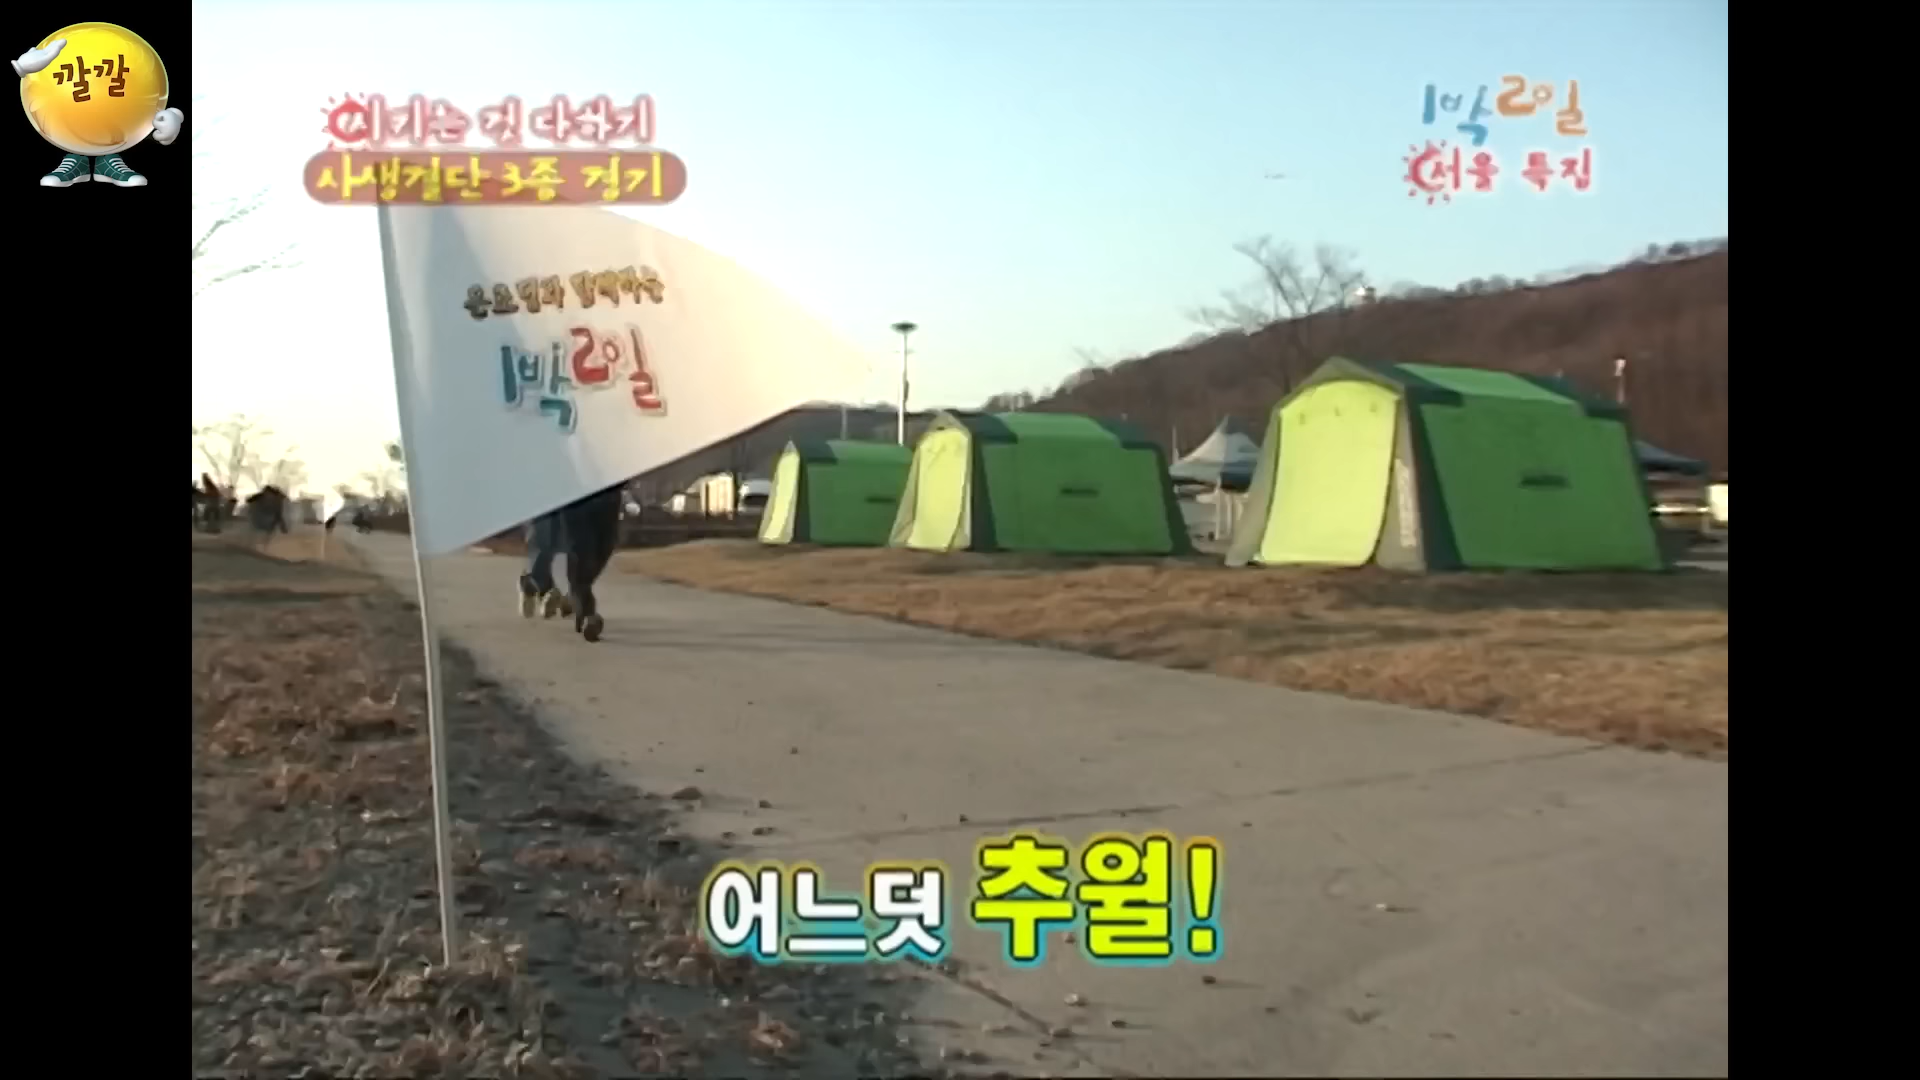 깔깔
시키는 것 다하기
사생결단 3종 경기
1박2일
서울 특집
1박2일
어느덧 추월!